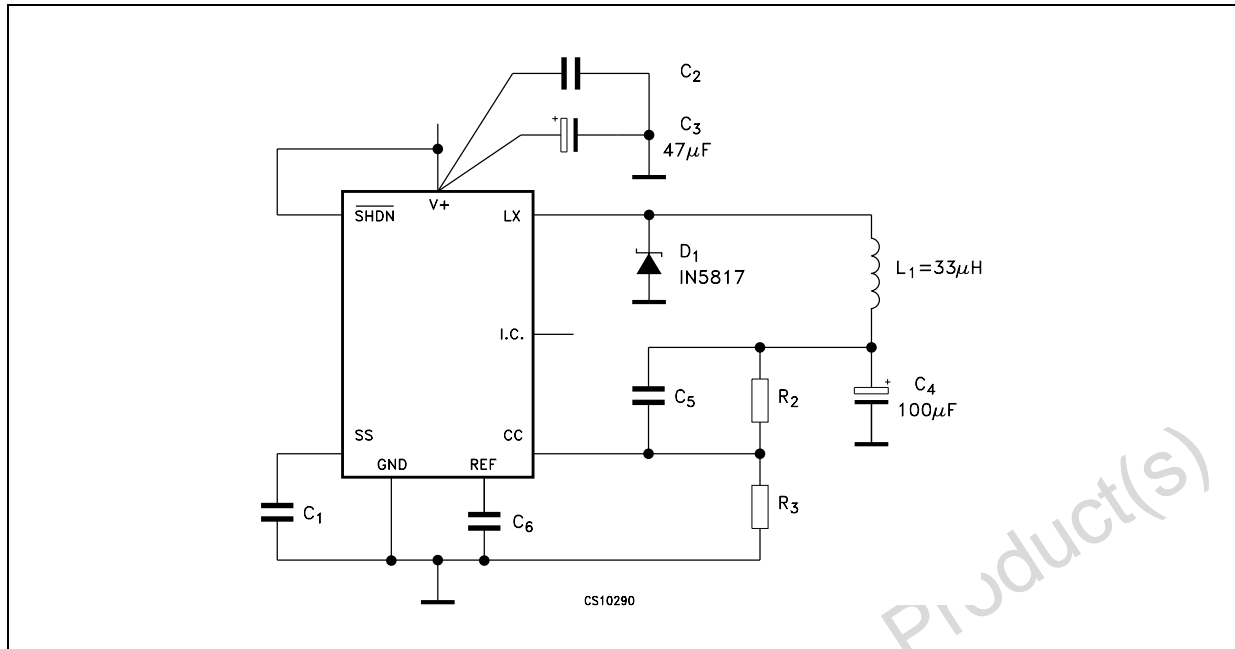 C2
C3
47μF
SHDN
V+
LX
D1
IN5817
L1=33μH
I.C.
C5
R2
C4
100μF
SS
CC
GND
REF
C1
C6
R3
CS10290
Product(s)